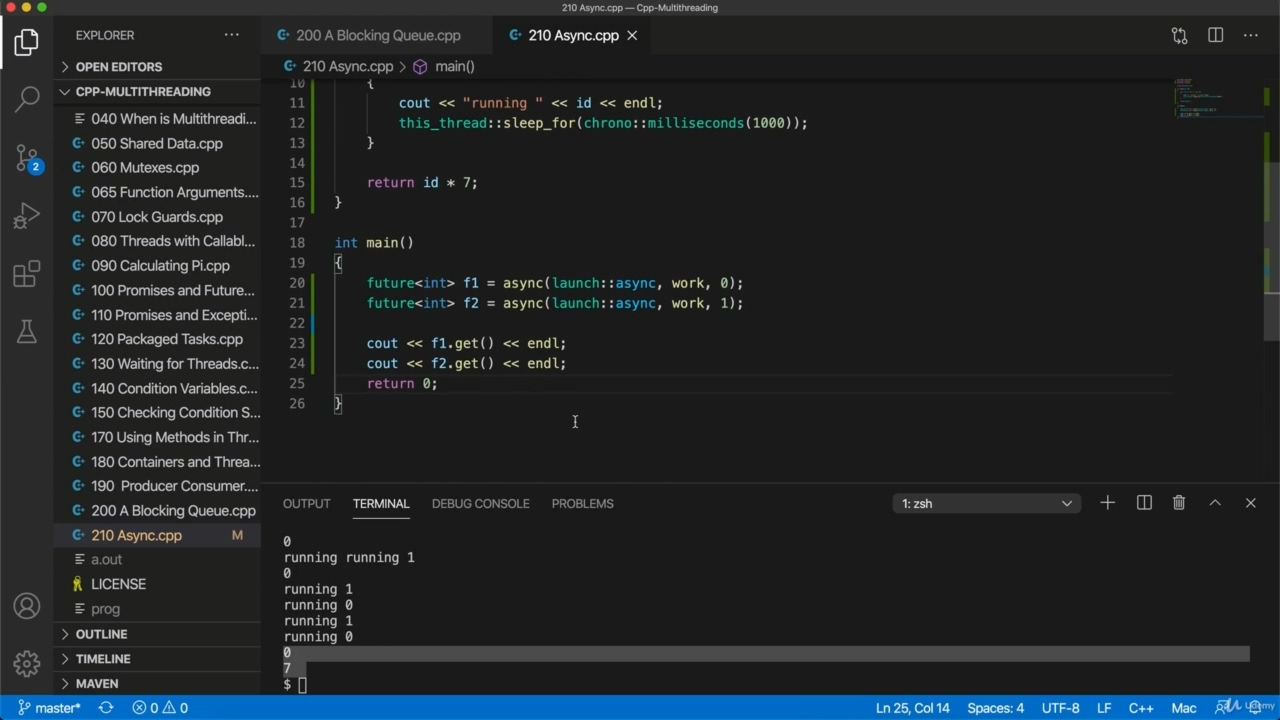 210 Async.cpp — Cpp-Multithreading
EXPLORER
200 A Blocking Queue.cpp
210 Async.cpp
OPEN EDITORS
210 Async.cpp > main()
CPP-MULTITHREADING
040 When is Multithreadi...
050 Shared Data.cpp
060 Mutexes.cpp
065 Function Arguments....
070 Lock Guards.cpp
080 Threads with Callabl...
090 Calculating Pi.cpp
100 Promises and Future...
110 Promises and Excepti...
120 Packaged Tasks.cpp
130 Waiting for Threads.c...
140 Condition Variables.c...
150 Checking Condition S...
170 Using Methods in Thr...
180 Containers and Threa...
190 Producer Consumer....
200 A Blocking Queue.cpp
210 Async.cpp M
a.out
LICENSE
prog
OUTLINE
TIMELINE
MAVEN
2
10 {
11 cout << "running " << id << endl;
12 this_thread::sleep_for(chrono::milliseconds(1000));
13 }
14
15 return id * 7;
16 }
17
18 int main()
19 {
20 future<int> f1 = async(launch::async, work, 0);
21 future<int> f2 = async(launch::async, work, 1);
22
23 cout << f1.get() << endl;
24 cout << f2.get() << endl;
25 return 0;
26 }
OUTPUT TERMINAL DEBUG CONSOLE PROBLEMS 1: zsh
0
running running 1
0
running 1
running 0
running 1
running 0
0
7
$
master* 0 0 Ln 25, Col 14 Spaces: 4 UTF-8 LF C++ Mac
Udemy